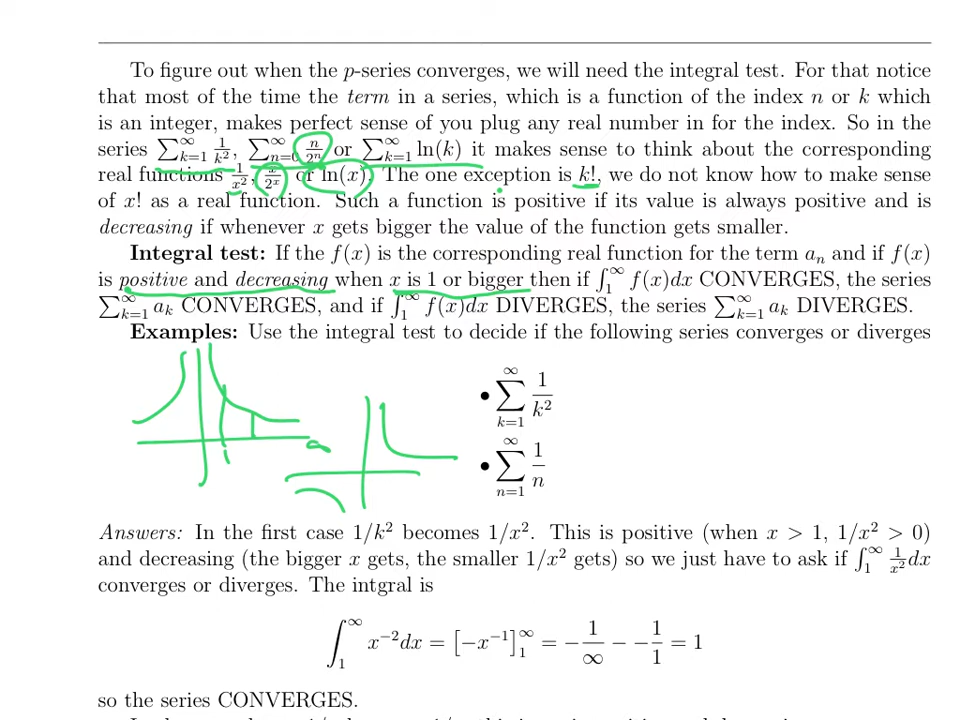 To figure out when the p-series converges, we will need the integral test. For that notice
that most of the time the term in a series, which is a function of the index n or k which
is an integer, makes perfect sense of you plug any real number in for the index. So in the
series ∑_{k=1}^{∞} 1/k², ∑_{n=0}^{∞} n/2ⁿ or ∑_{k=1}^{∞} ln(k) it makes sense to think about the corresponding
real functions 1/x², x/2ˣ or ln(x). The one exception is k!, we do not know how to make sense
of x! as a real function. Such a function is positive if its value is always positive and is
decreasing if whenever x gets bigger the value of the function gets smaller.
Integral test: If the f(x) is the corresponding real function for the term aₙ and if f(x)
is positive and decreasing when x is 1 or bigger then if ∫₁^∞ f(x)dx CONVERGES, the series
∑_{k=1}^{∞} aₖ CONVERGES, and if ∫₁^∞ f(x)dx DIVERGES, the series ∑_{k=1}^{∞} aₖ DIVERGES.
Examples: Use the integral test to decide if the following series converges or diverges
• ∑_{k=1}^{∞} 1/k²
• ∑_{n=1}^{∞} 1/n
Answers: In the first case 1/k² becomes 1/x². This is positive (when x > 1, 1/x² > 0)
and decreasing (the bigger x gets, the smaller 1/x² gets) so we just have to ask if ∫₁^∞ 1/x² dx
converges or diverges. The intgral is
∫₁^∞ x⁻²dx = [−x⁻¹]₁^∞ = −1/∞ − −1/1 = 1
so the series CONVERGES.